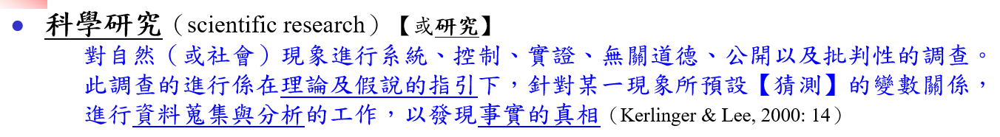 ● 科學研究（scientific research）【或研究】
對自然（或社會）現象進行系統、控制、實證、無關道德、公開以及批判性的調查。
此調查的進行係在理論及假說的指引下，針對某一現象所預設【猜測】的變數關係，
進行資料蒐集與分析的工作，以發現事實的真相（Kerlinger & Lee, 2000: 14）